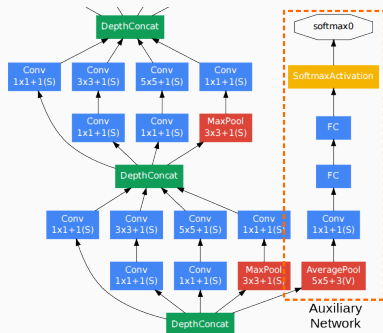 DepthConcat
softmax0
Conv
1x1+1(S)
Conv
3x3+1(S)
Conv
5x5+1(S)
Conv
1x1+1(S)
SoftmaxActivation
Conv
1x1+1(S)
Conv
1x1+1(S)
MaxPool
3x3+1(S)
FC
DepthConcat
FC
Conv
1x1+1(S)
Conv
3x3+1(S)
Conv
5x5+1(S)
Conv
1x1+1(S)
Conv
1x1+1(S)
Conv
1x1+1(S)
Conv
1x1+1(S)
MaxPool
3x3+1(S)
AveragePool
5x5+3(V)
DepthConcat
Auxiliary
Network